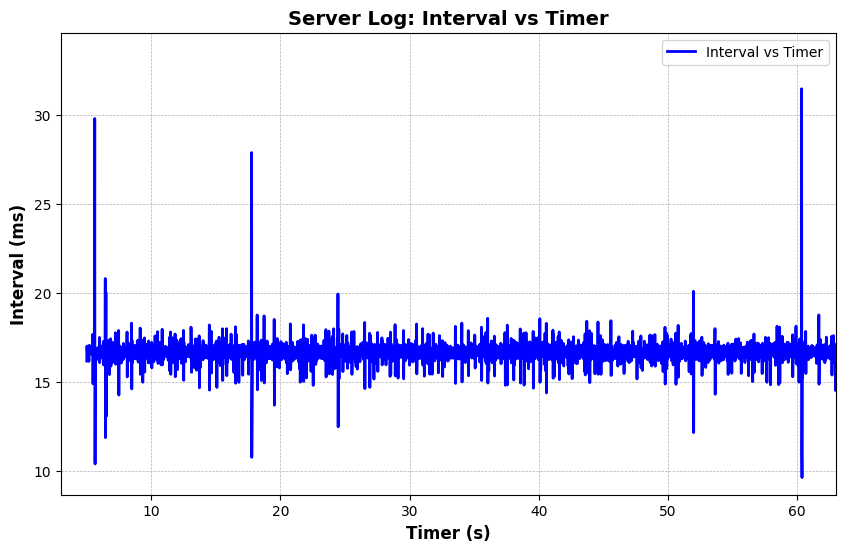 Server Log: Interval vs Timer
Interval vs Timer
30
25
20
15
10
Interval (ms)
10 20 30 40 50 60
Timer (s)